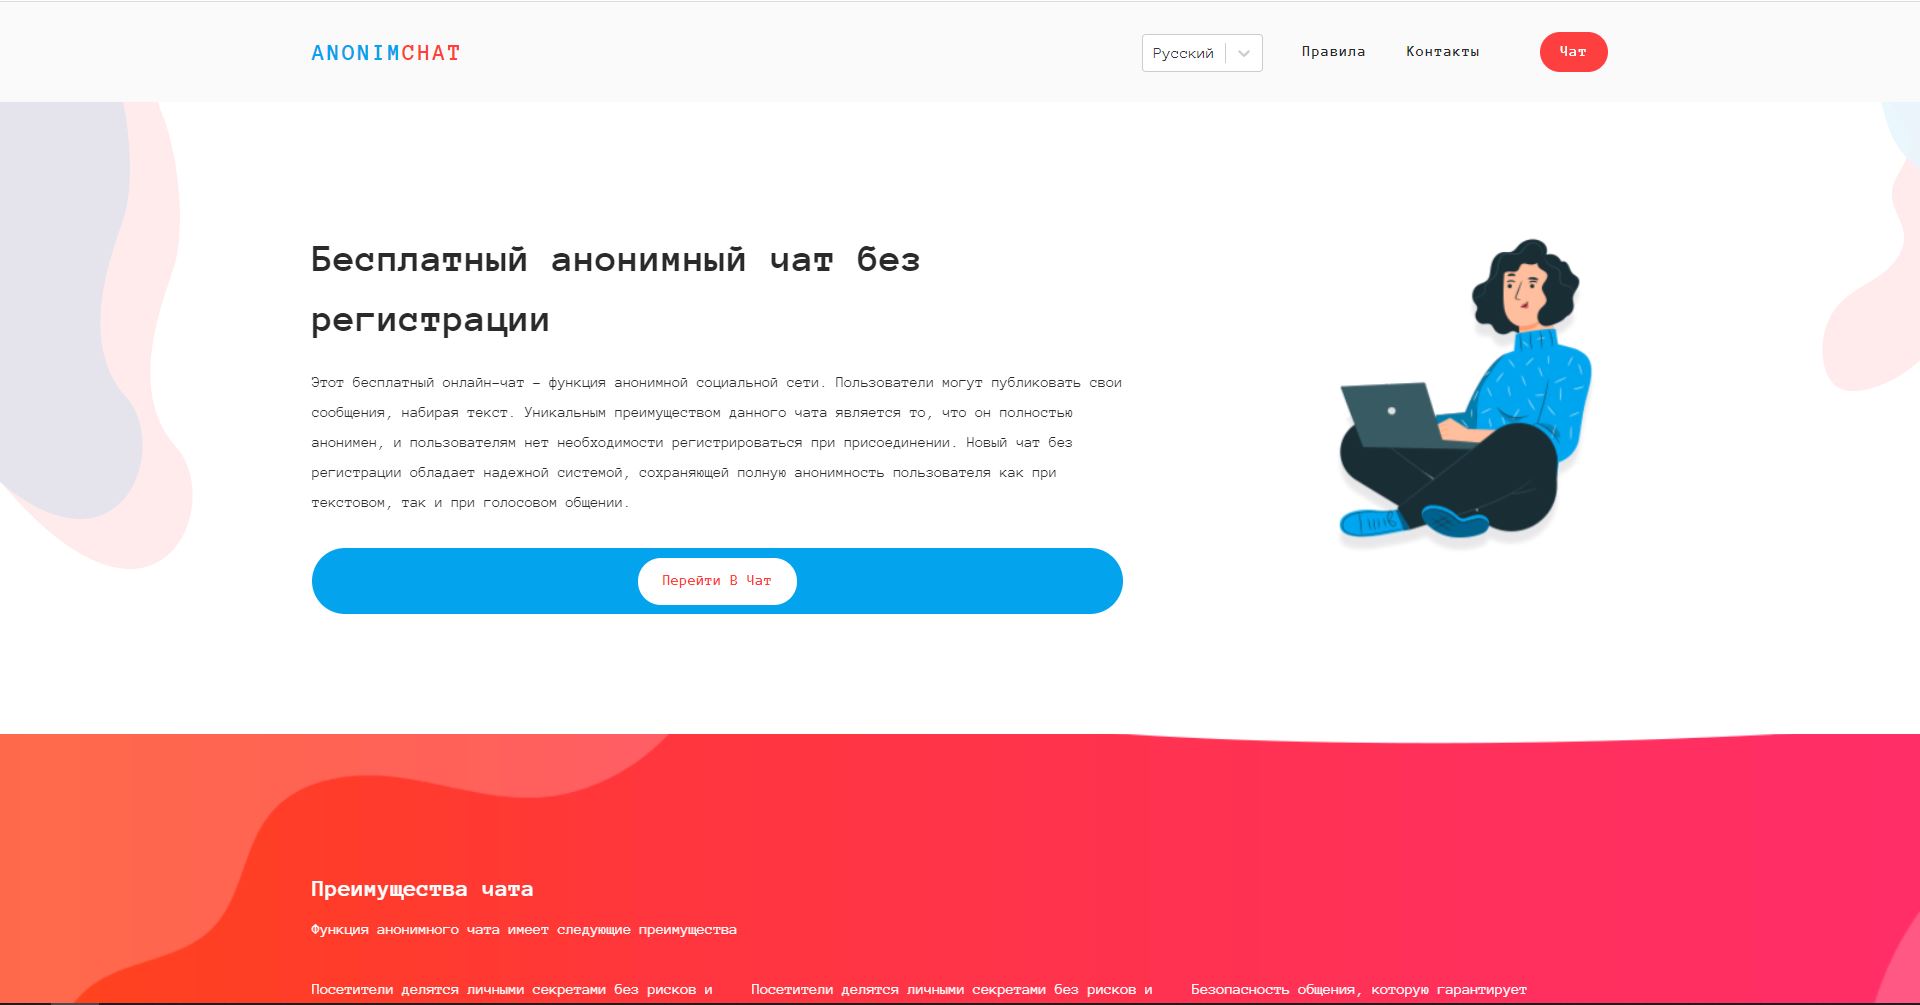 ANONIMCHAT
Русский
Правила
Контакты
Чат
Бесплатный анонимный чат без
регистрации
Этот бесплатный онлайн-чат – функция анонимной социальной сети. Пользователи могут публиковать свои
сообщения, набирая текст. Уникальным преимуществом данного чата является то, что он полностью
анонимен, и пользователям нет необходимости регистрироваться при присоединении. Новый чат без
регистрации обладает надежной системой, сохраняющей полную анонимность пользователя как при
текстовом, так и при голосовом общении.
Перейти В Чат
Преимущества чата
Функция анонимного чата имеет следующие преимущества
Посетители делятся личными секретами без рисков и
Посетители делятся личными секретами без рисков и
Безопасность общения, которую гарантирует